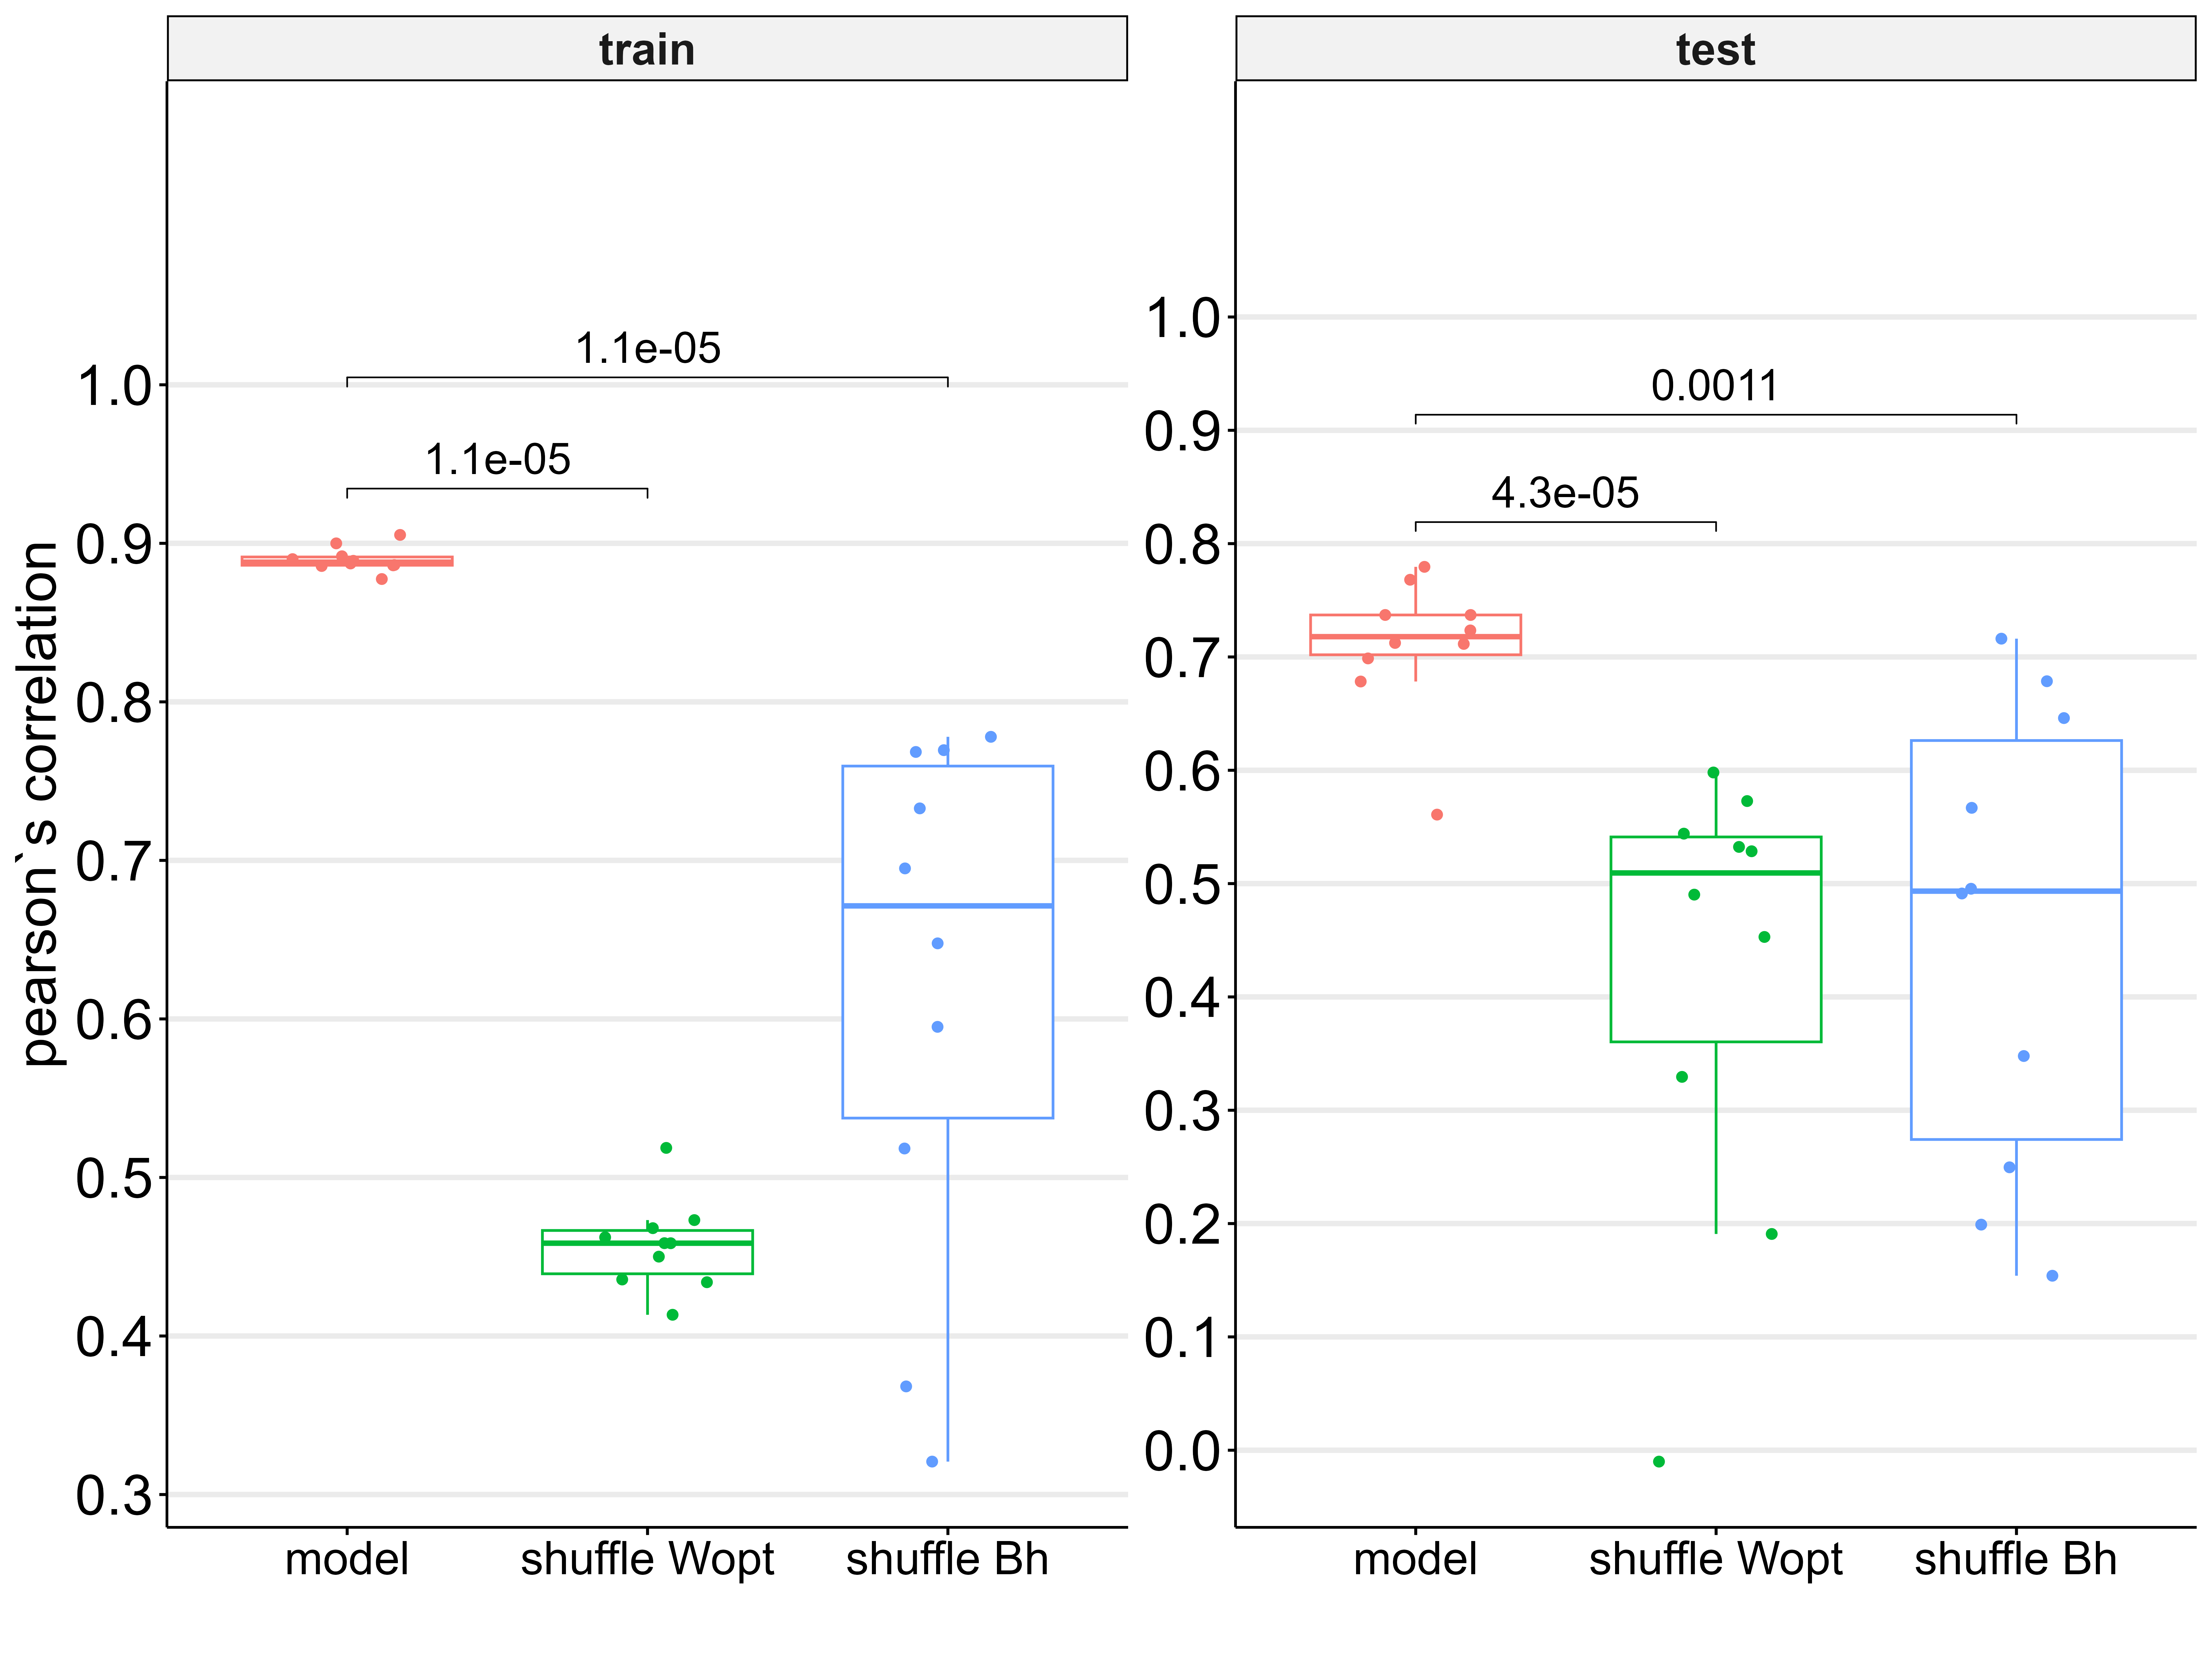 train
test
pearson`s correlation
1.0
0.9
0.8
0.7
0.6
0.5
0.4
0.3
1.1e-05
1.1e-05
model
shuffle Wopt
shuffle Bh
1.0
0.9
0.8
0.7
0.6
0.5
0.4
0.3
0.2
0.1
0.0
0.0011
4.3e-05
model
shuffle Wopt
shuffle Bh